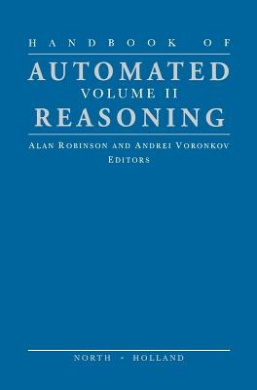 HANDBOOK OF
AUTOMATED
VOLUME II
REASONING
ALAN ROBINSON AND ANDREI VORONKOV
EDITORS
NORTH · HOLLAND